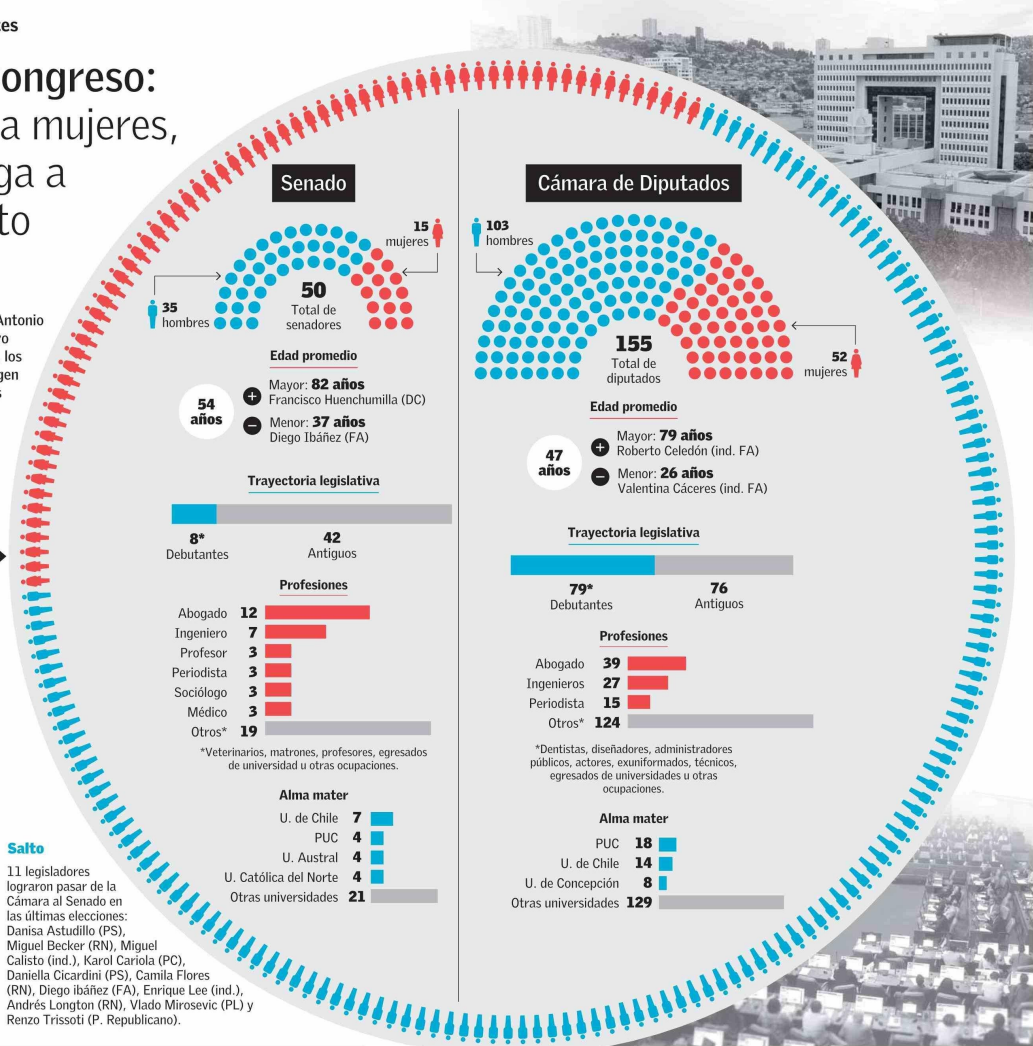 ongreso:
a mujeres,
ga a
to
Antonio
los
gen
Senado
15
mujeres
35
hombres
50
Total de
senadores
Edad promedio
54
años
Mayor: 82 años
Francisco Huenchumilla (DC)
Menor: 37 años
Diego Ibáñez (FA)
Trayectoria legislativa
8*
Debutantes
42
Antiguos
Profesiones
Abogado 12
Ingeniero 7
Profesor 3
Periodista 3
Sociólogo 3
Médico 3
Otros* 19
*Veterinarios, matrones, profesores, egresados
de universidad u otras ocupaciones.
Alma mater
U. de Chile 7
PUC 4
U. Austral 4
U. Católica del Norte 4
Otras universidades 21
Cámara de Diputados
103
hombres
155
Total de
diputados
52
mujeres
Edad promedio
47
años
Mayor: 79 años
Roberto Celedón (ind. FA)
Menor: 26 años
Valentina Cáceres (ind. FA)
Trayectoria legislativa
79*
Debutantes
76
Antiguos
Profesiones
Abogado 39
Ingenieros 27
Periodista 15
Otros* 124
*Dentistas, diseñadores, administradores
públicos, actores, exuniformados, técnicos,
egresados de universidades u otras
ocupaciones.
Alma mater
PUC 18
U. de Chile 14
U. de Concepción 8
Otras universidades 129
Salto
11 legisladores
lograron pasar de la
Cámara al Senado en
las últimas elecciones:
Danisa Astudillo (PS),
Miguel Becker (RN), Miguel
Calisto (ind.), Karol Cariola (PC),
Daniella Cicardini (PS), Camila Flores
(RN), Diego ibáñez (FA), Enrique Lee (ind.),
Andrés Longton (RN), Vlado Mirosevic (PL) y
Renzo Trissoti (P. Republicano).